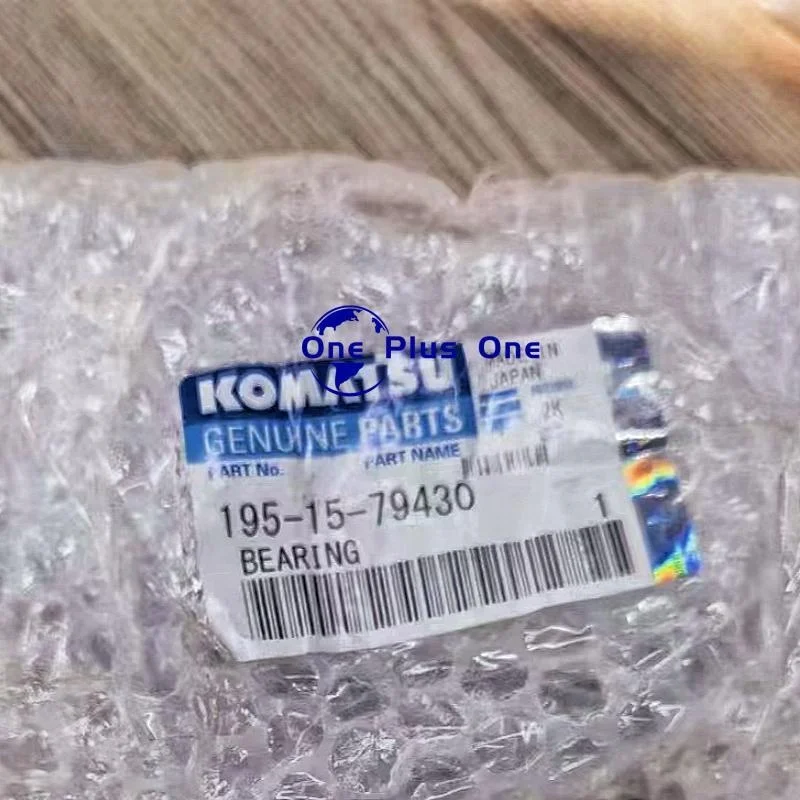 One Plus One
KOMATSU
GENUINE PARTS
JAPAN
PART No.
PART NAME
195-15-79430
1
BEARING